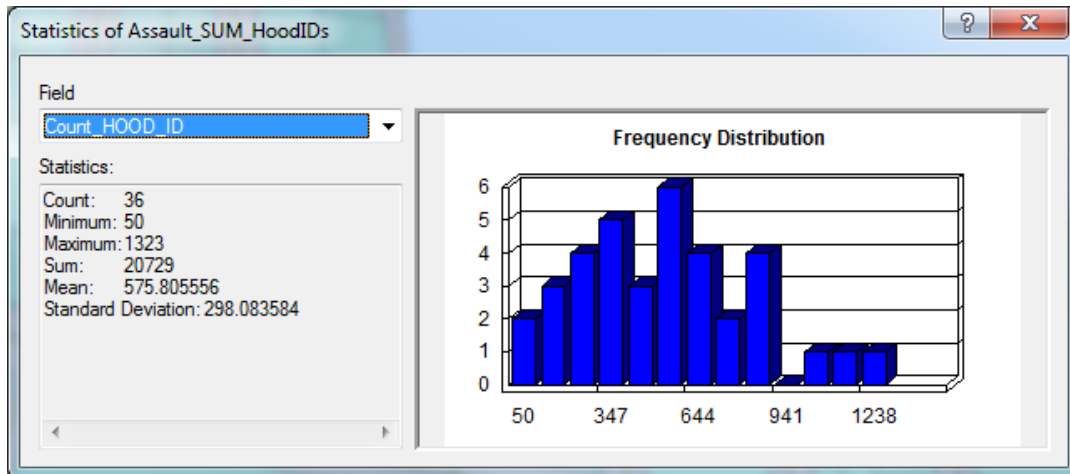 Statistics of Assault_SUM_HoodIDs
Field
Count_HOOD_ID
Statistics:
Count: 36
Minimum: 50
Maximum: 1323
Sum: 20729
Mean: 575.805556
Standard Deviation: 298.083584
Frequency Distribution
6
5
4
3
2
1
0
50 347 644 941 1238